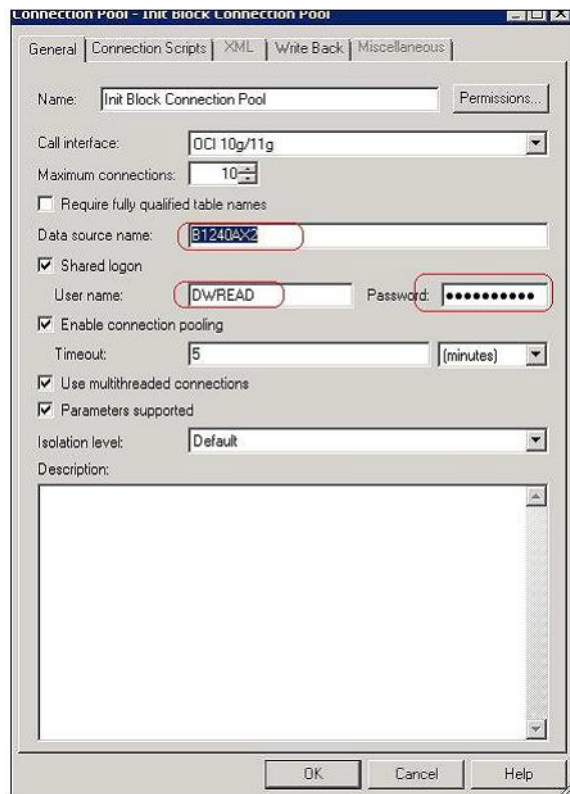 Connection Pool - Init Block Connection Pool
General Connection Scripts XML Write Back Miscellaneous
Name: Init Block Connection Pool Permissions...
Call interface: OCI 10g/11g
Maximum connections: 10
Require fully qualified table names
Data source name: B1240AX2
Shared logon
User name: DWREAD Password: ●●●●●●●●●●
Enable connection pooling
Timeout: 5 (minutes)
Use multithreaded connections
Parameters supported
Isolation level: Default
Description:
OK Cancel Help